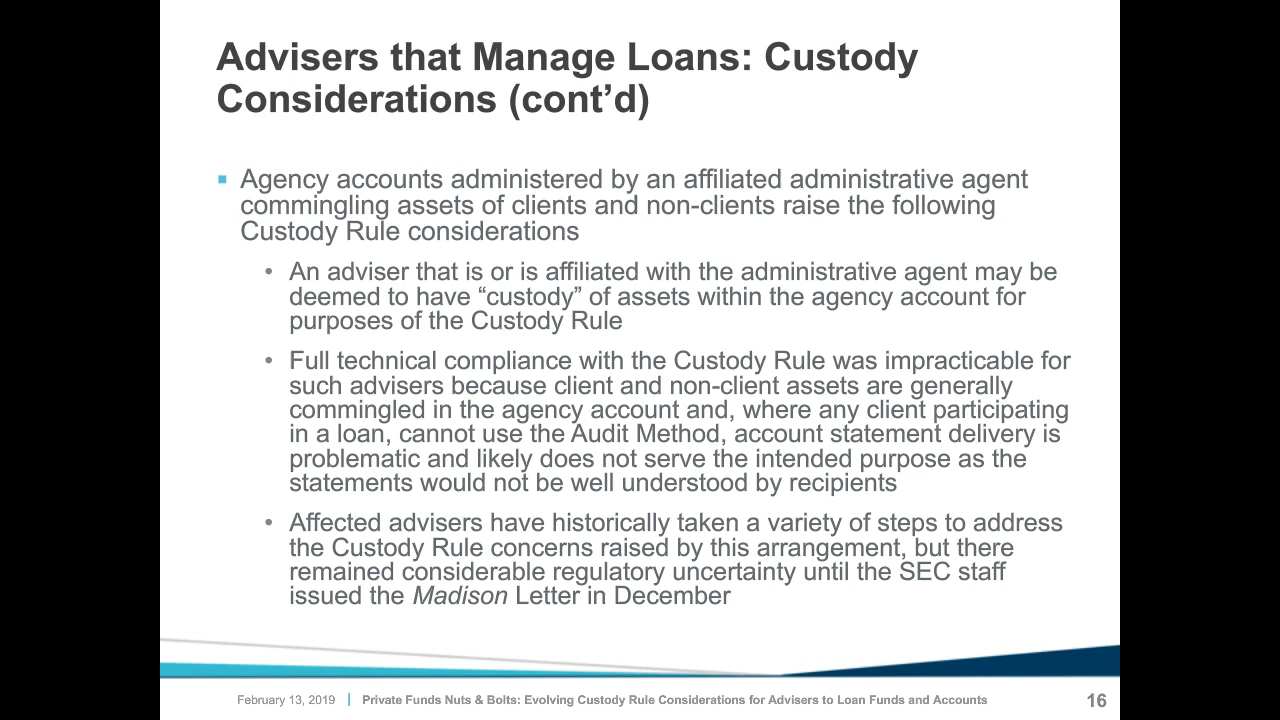 Advisers that Manage Loans: Custody
Considerations (cont’d)
▪ Agency accounts administered by an affiliated administrative agent
commingling assets of clients and non-clients raise the following
Custody Rule considerations
• An adviser that is or is affiliated with the administrative agent may be
deemed to have “custody” of assets within the agency account for
purposes of the Custody Rule
• Full technical compliance with the Custody Rule was impracticable for
such advisers because client and non-client assets are generally
commingled in the agency account and, where any client participating
in a loan, cannot use the Audit Method, account statement delivery is
problematic and likely does not serve the intended purpose as the
statements would not be well understood by recipients
• Affected advisers have historically taken a variety of steps to address
the Custody Rule concerns raised by this arrangement, but there
remained considerable regulatory uncertainty until the SEC staff
issued the Madison Letter in December
February 13, 2019 | Private Funds Nuts & Bolts: Evolving Custody Rule Considerations for Advisers to Loan Funds and Accounts 16